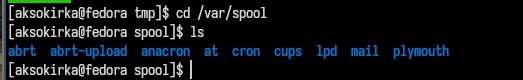 [aksokirka@fedora tmp]$ cd /var/spool
[aksokirka@fedora spool]$ ls
abrt  abrt-upload  anacron  at  cron  cups  lpd  mail  plymouth
[aksokirka@fedora spool]$